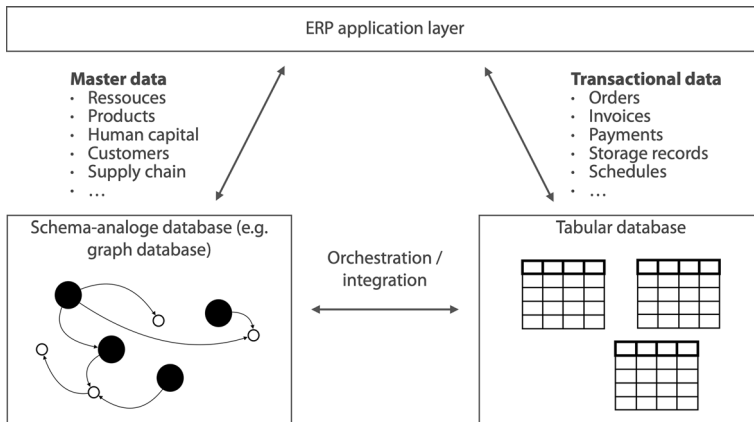 ERP application layer
Master data
• Ressouces
• Products
• Human capital
• Customers
• Supply chain
• …
Transactional data
• Orders
• Invoices
• Payments
• Storage records
• Schedules
• …
Schema-analoge database (e.g.
graph database)
Orchestration /
integration
Tabular database